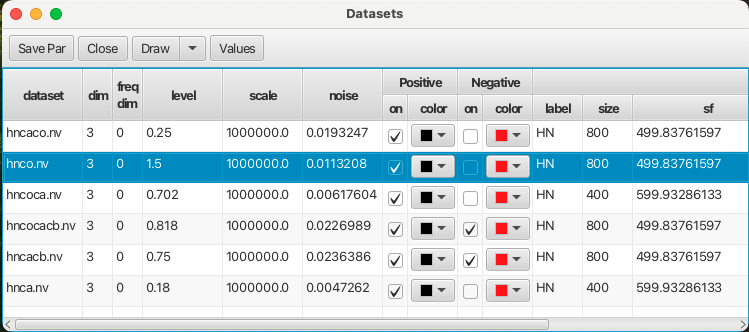 Datasets
Save Par Close Draw Values
dataset dim freq dim level scale noise Positive Negative
on color on color label size sf
hncaco.nv 3 0 0.25 1000000.0 0.0193247 HN 800 499.83761597
hnco.nv 3 0 1.5 1000000.0 0.0113208 HN 800 499.83761597
hncoca.nv 3 0 0.702 1000000.0 0.00617604 HN 400 599.93286133
hncocacb.nv 3 0 0.818 1000000.0 0.0226989 HN 800 499.83761597
hncacb.nv 3 0 0.75 1000000.0 0.0236386 HN 800 499.83761597
hnca.nv 3 0 0.18 1000000.0 0.0047262 HN 400 599.93286133